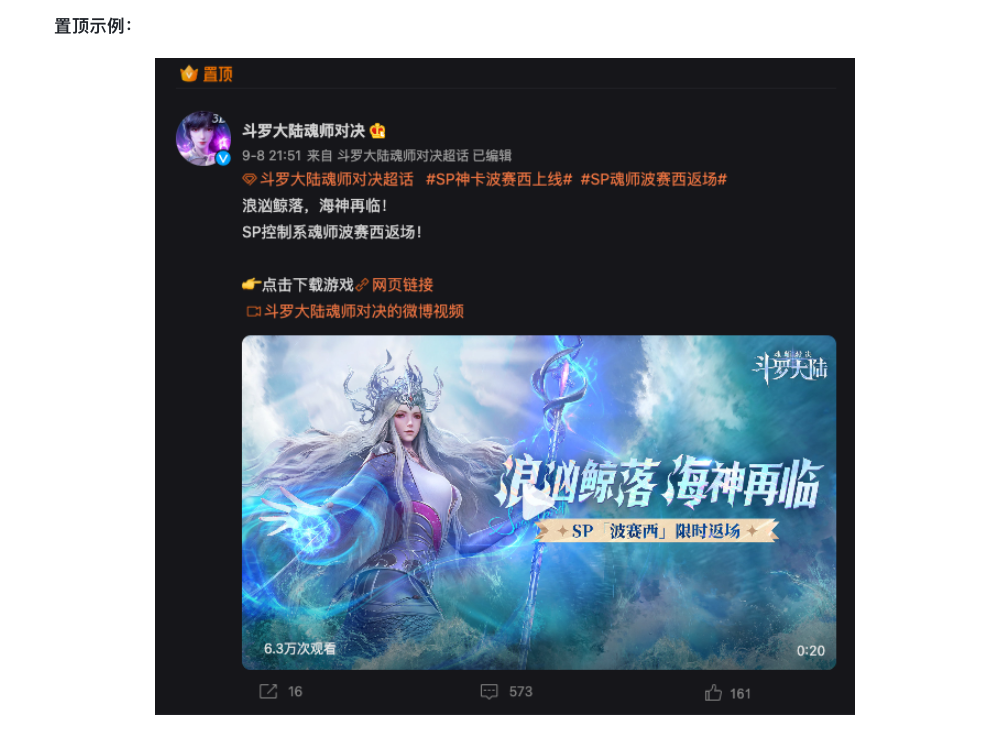 置顶示例：
置顶
斗罗大陆魂师对决
9-8 21:51 来自 斗罗大陆魂师对决超话 已编辑
斗罗大陆魂师对决超话 #SP神卡波赛西上线# #SP魂师波赛西返场#
浪汹鲸落，海神再临！
SP控制系魂师波赛西返场！
👉点击下载游戏 网页链接
斗罗大陆魂师对决的微博视频
魂师对决
斗罗大陆
浪汹鲸落 海神再临
SP「波赛西」限时返场
6.3万次观看
0:20
16
573
161